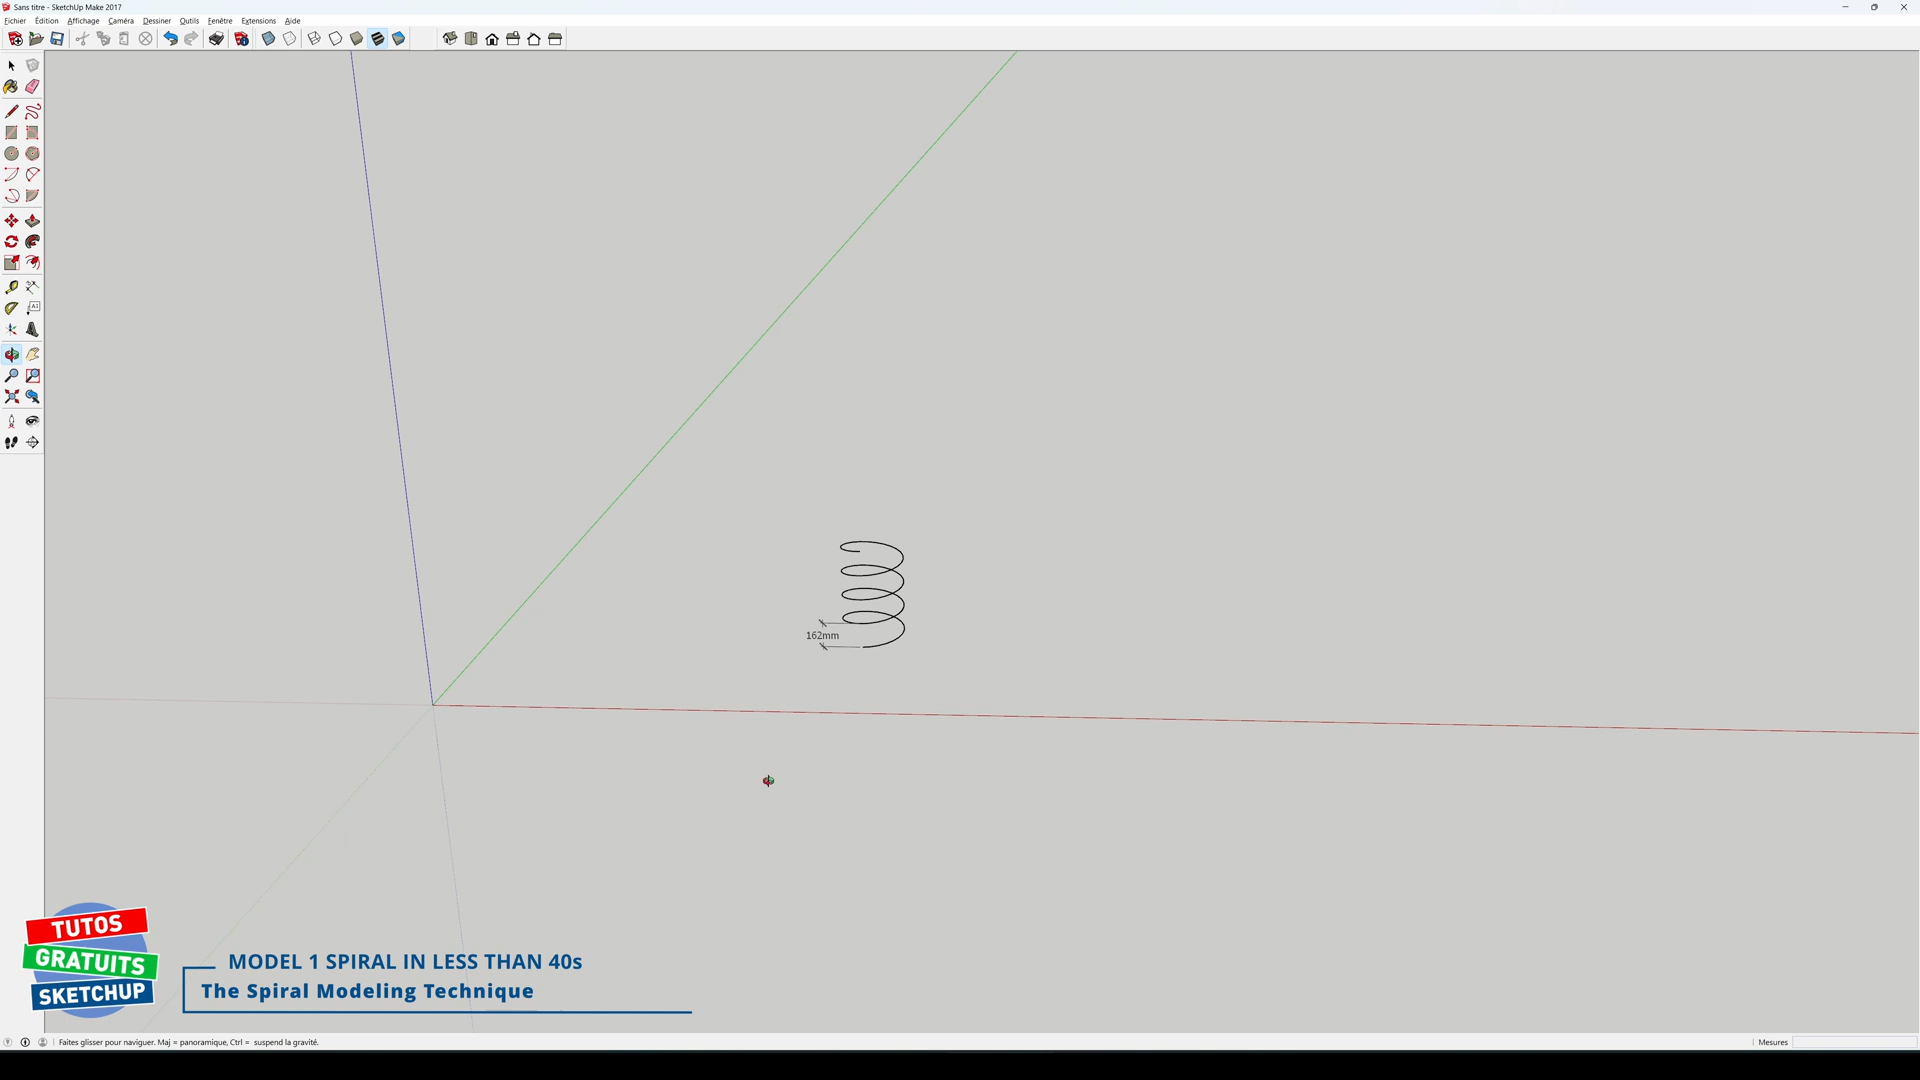 Sans titre - SketchUp Make 2017
Fichier Édition Affichage Caméra Dessiner Outils Fenêtre Extensions Aide
A1
162mm
TUTOS
GRATUITS
SKETCHUP
MODEL 1 SPIRAL IN LESS THAN 40s
The Spiral Modeling Technique
Faites glisser pour naviguer. Maj = panoramique, Ctrl = suspend la gravité.
Mesures